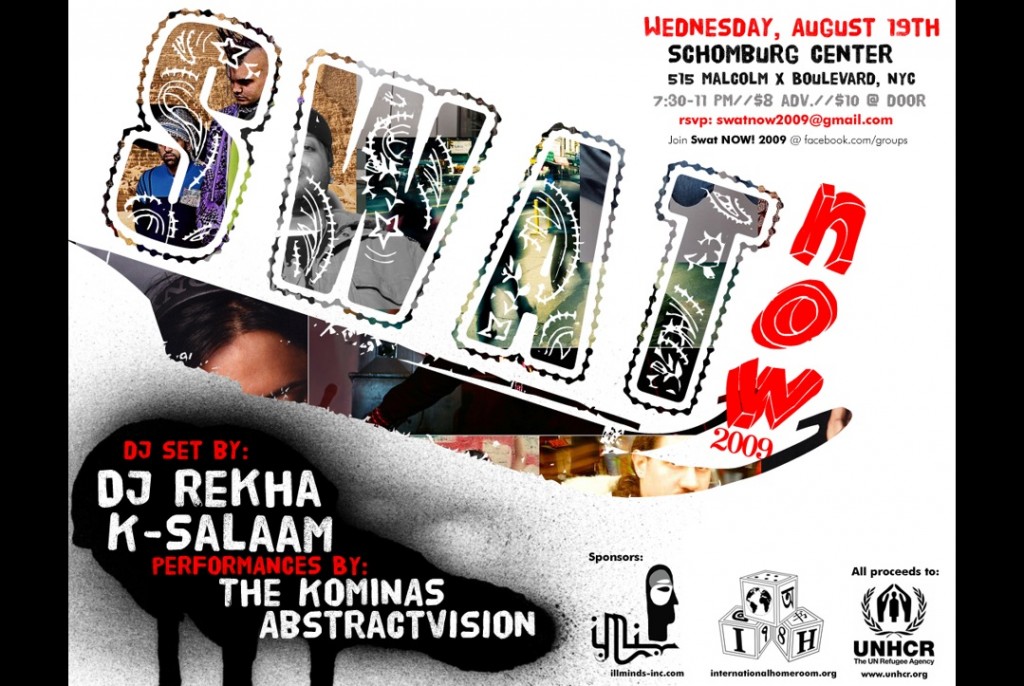 WEDNESDAY, AUGUST 19TH
SCHOMBURG CENTER
515 MALCOLM X BOULEVARD, NYC
7:30-11 PM//$8 ADV.//$10 @ DOOR
rsvp: swatnow2009@gmail.com
Join Swat NOW! 2009 @ facebook.com/groups
SWAT
now
2009
DJ SET BY:
DJ REKHA
K-SALAAM
PERFORMANCES BY:
THE KOMINAS
ABSTRACTVISION
Sponsors:
illminds-inc.com
I 9 8 H
internationalhomeroom.org
All proceeds to:
UNHCR
The UN Refugee Agency
www.unhcr.org